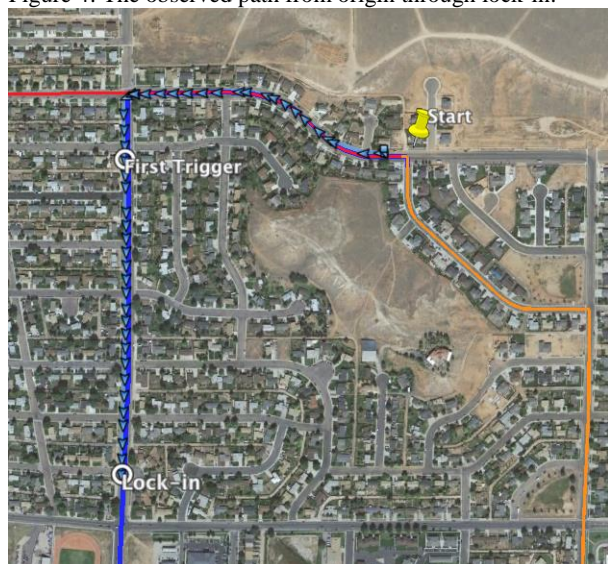 Figure 4: The observed path from origin through lock-in.
Start
First Trigger
Lock-in